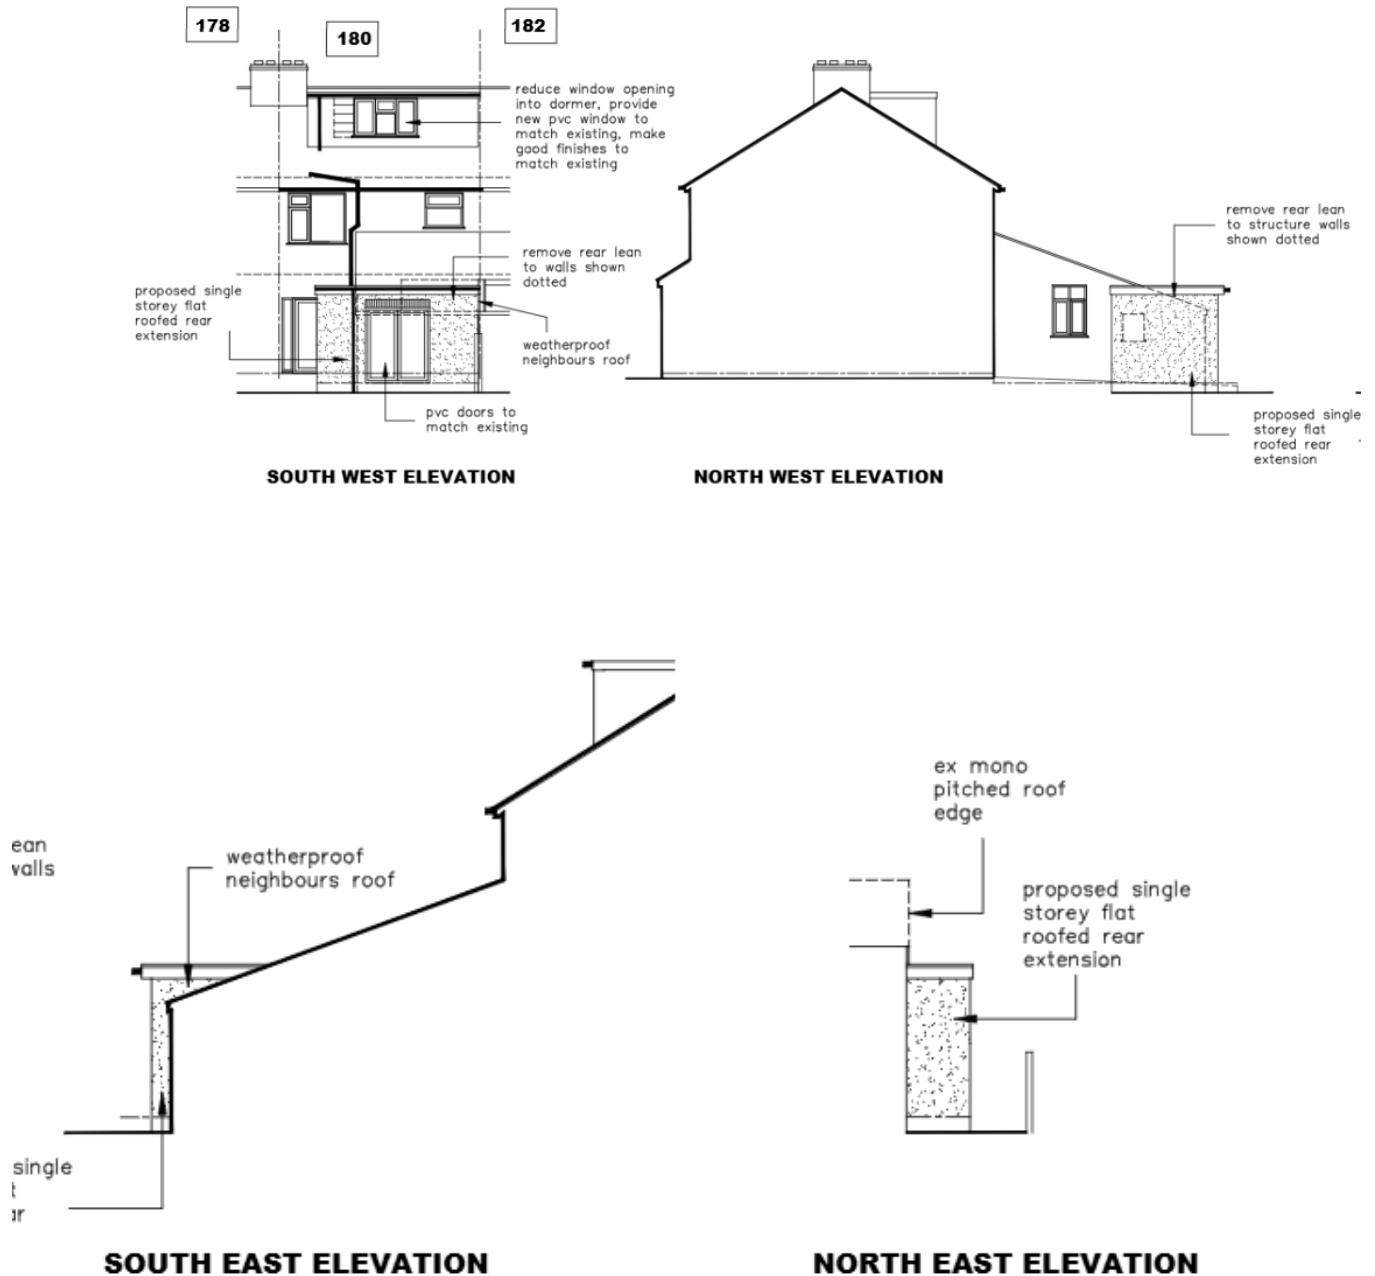 178
180
182
reduce window opening
into dormer, provide
new pvc window to
match existing, make
good finishes to
match existing
remove rear lean
to walls shown
dotted
proposed single
storey flat
roofed rear
extension
weatherproof
neighbours roof
pvc doors to
match existing
SOUTH WEST ELEVATION
remove rear lean
to structure walls
shown dotted
proposed single
storey flat
roofed rear
extension
NORTH WEST ELEVATION
ean
walls
weatherproof
neighbours roof
single
t
ar
SOUTH EAST ELEVATION
ex mono
pitched roof
edge
proposed single
storey flat
roofed rear
extension
NORTH EAST ELEVATION